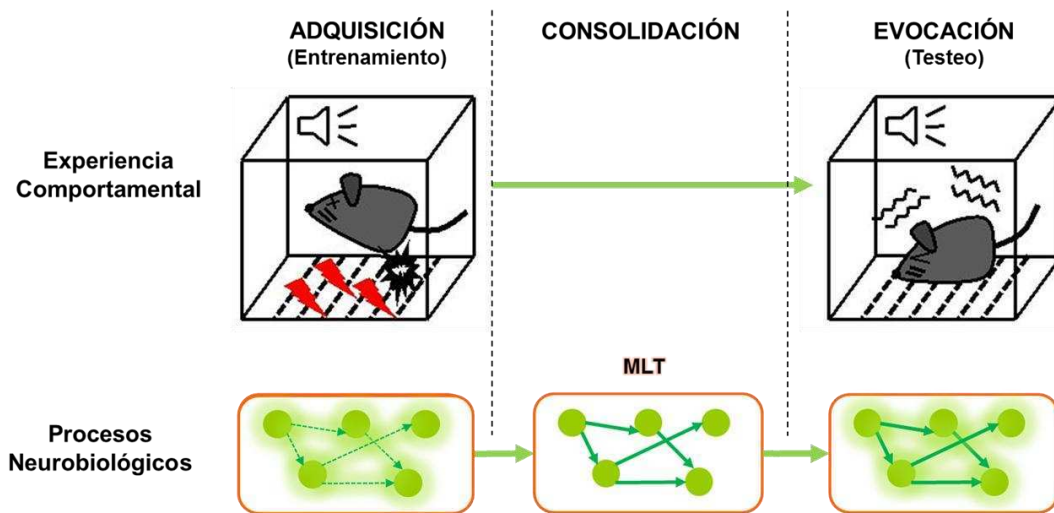 ADQUISICIÓN
(Entrenamiento)
CONSOLIDACIÓN
EVOCACIÓN
(Testeo)
Experiencia
Comportamental
MLT
Procesos
Neurobiológicos